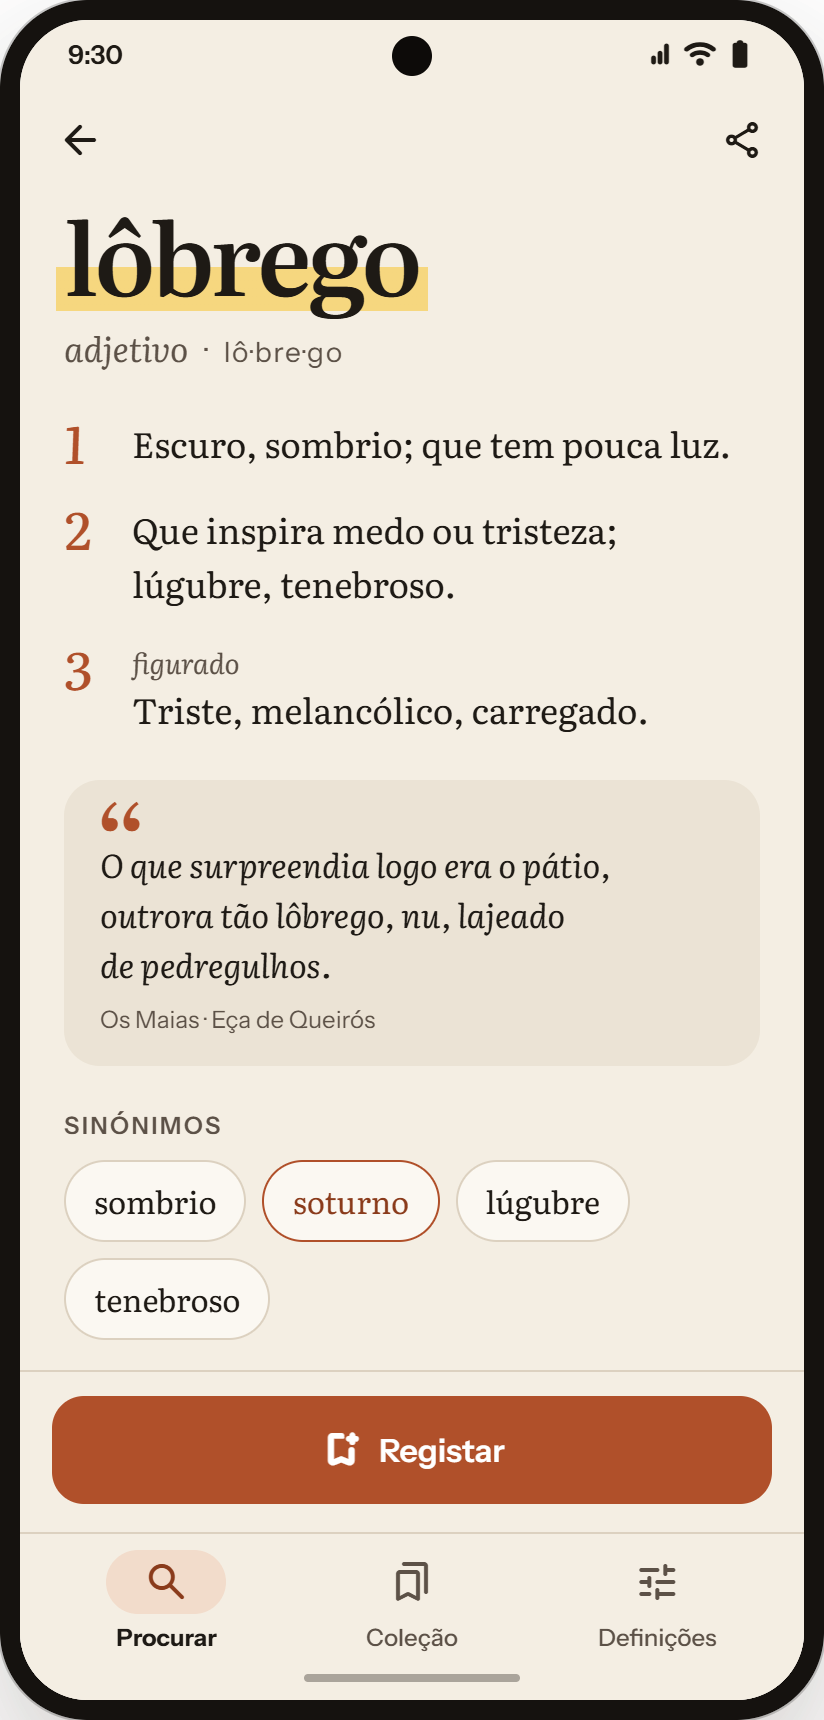 9:30
lôbrego
adjetivo · lô·bre·go
1 Escuro, sombrio; que tem pouca luz.
2 Que inspira medo ou tristeza;
lúgubre, tenebroso.
3 figurado
Triste, melancólico, carregado.
“
O que surpreendia logo era o pátio,
outrora tão lôbrego, nu, lajeado
de pedregulhos.
Os Maias · Eça de Queirós
SINÓNIMOS
sombrio soturno lúgubre
tenebroso
Registar
Procurar Coleção Definições